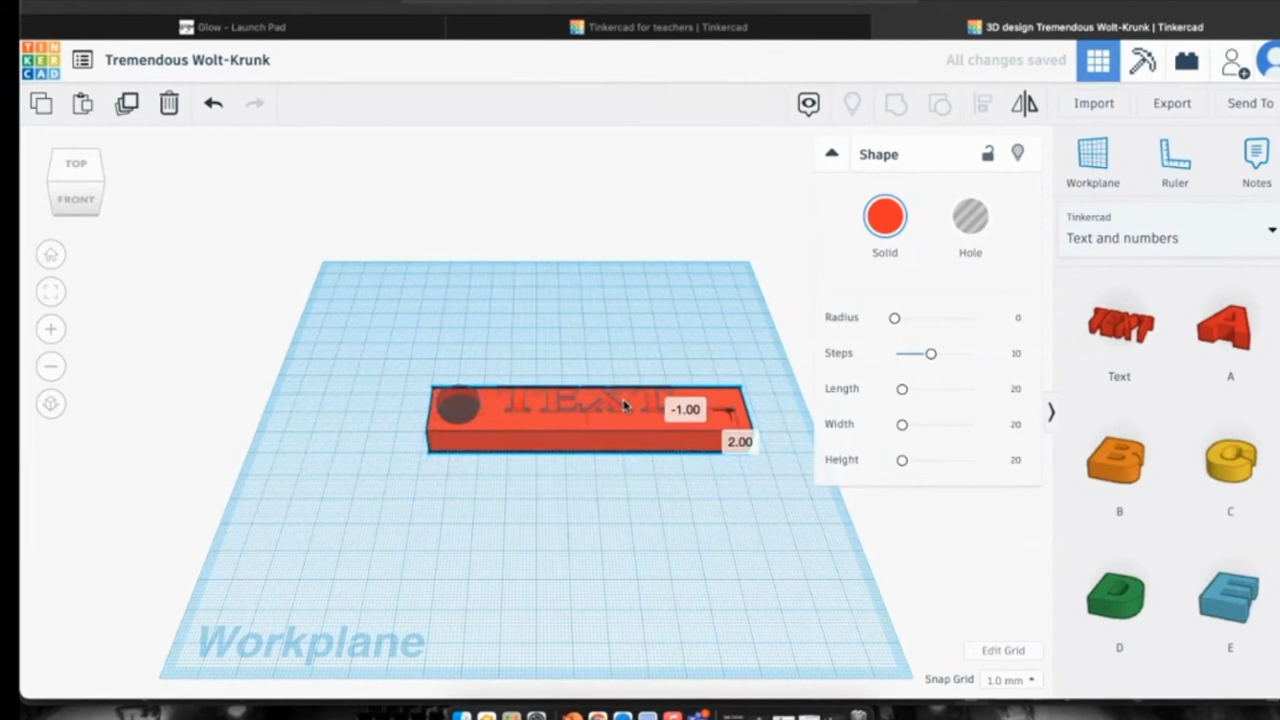 Glow - Launch Pad
Tinkercad for teachers | Tinkercad
3D design Tremendous Wolt-Krunk | Tinkercad
TIN
KER
CAD
Tremendous Wolt-Krunk
All changes saved
Import
Export
Send To
TOP
FRONT
Shape
Solid
Hole
Radius 0
Steps 10
Length 20
Width 20
Height 20
Workplane
Ruler
Notes
Tinkercad
Text and numbers
TEXT
Text
A
A
B
B
C
C
D
D
E
E
TEXT
-1.00
2.00
Workplane
Edit Grid
Snap Grid 1.0 mm